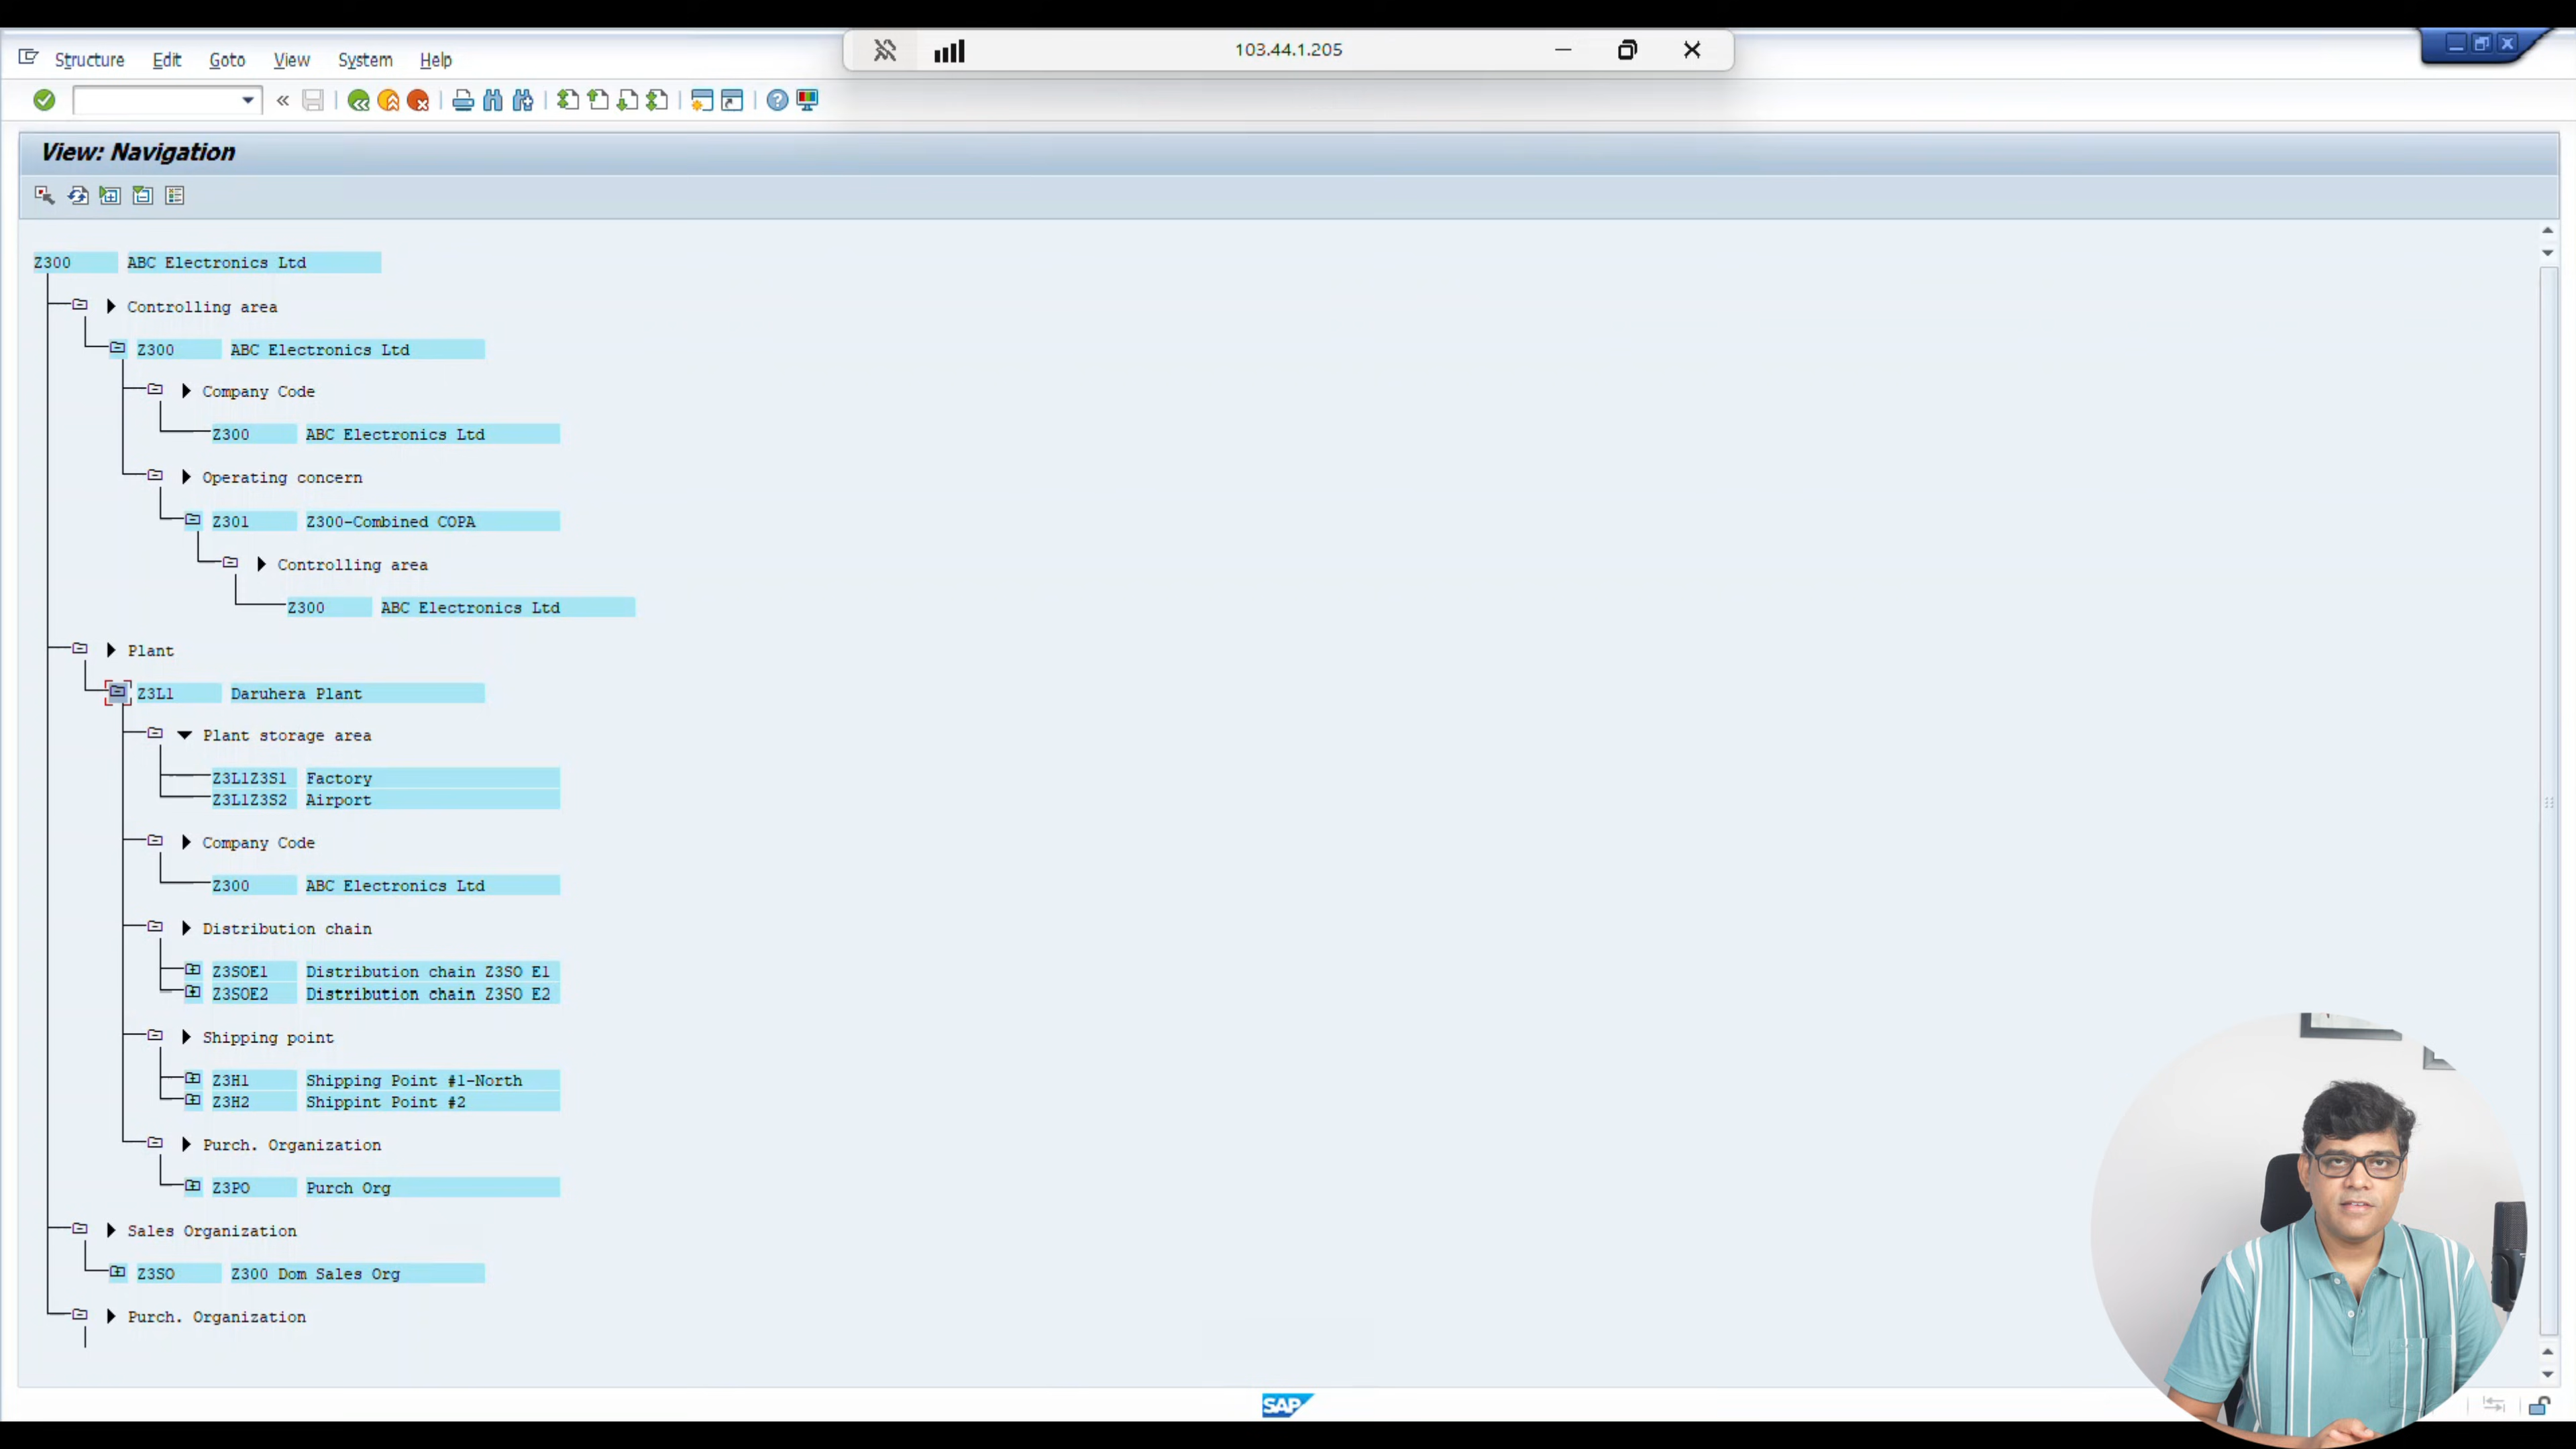 Structure Edit Goto View System Help
103.44.1.205
View: Navigation
Z300 ABC Electronics Ltd
Controlling area
Z300 ABC Electronics Ltd
Company Code
Z300 ABC Electronics Ltd
Operating concern
Z301 Z300-Combined COPA
Controlling area
Z300 ABC Electronics Ltd
Plant
Z3L1 Daruhera Plant
Plant storage area
Z3L1Z3S1 Factory
Z3L1Z3S2 Airport
Company Code
Z300 ABC Electronics Ltd
Distribution chain
Z3SOE1 Distribution chain Z3SO E1
Z3SOE2 Distribution chain Z3SO E2
Shipping point
Z3H1 Shipping Point #1-North
Z3H2 Shippint Point #2
Purch. Organization
Z3PO Purch Org
Sales Organization
Z3SO Z300 Dom Sales Org
Purch. Organization
SAP